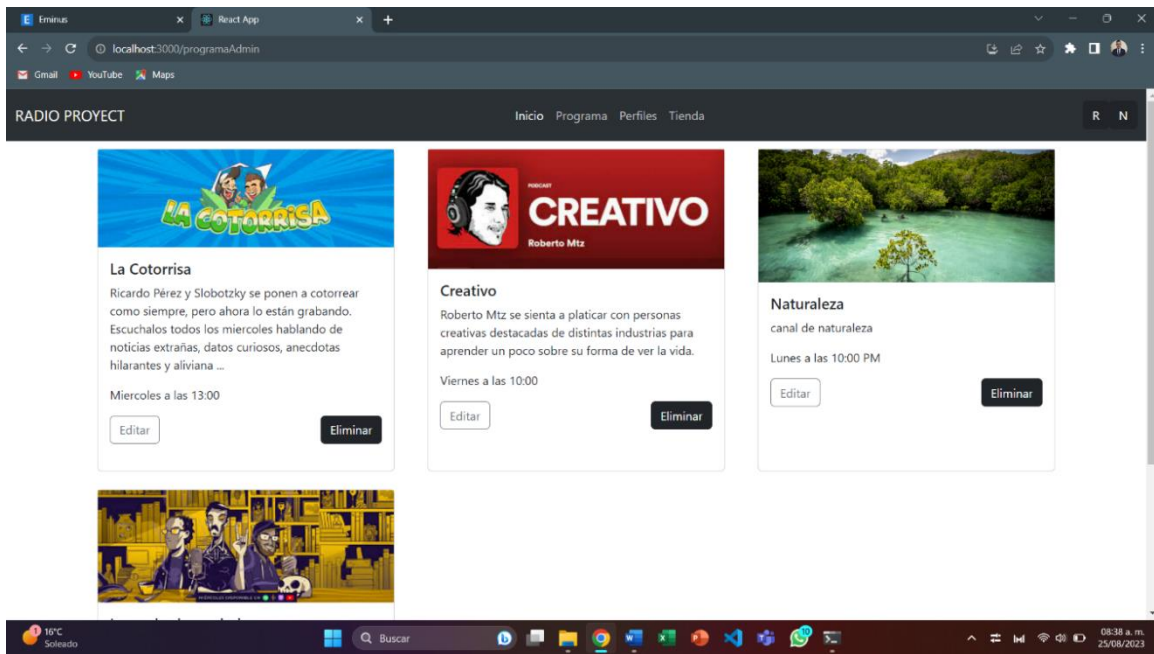 Eminus
React App
localhost:3000/programaAdmin
Gmail
YouTube
Maps
RADIO PROYECT
Inicio
Programa
Perfiles
Tienda
R
N
LA COTORRISA
La Cotorrisa
Ricardo Pérez y Slobotzky se ponen a cotorrear
como siempre, pero ahora lo están grabando.
Escuchalos todos los miercoles hablando de
noticias extrañas, datos curiosos, anecdotas
hilarantes y aliviana ...
Miercoles a las 13:00
Editar
Eliminar
PODCAST
CREATIVO
Roberto Mtz
Creativo
Roberto Mtz se sienta a platicar con personas
creativas destacadas de distintas industrias para
aprender un poco sobre su forma de ver la vida.
Viernes a las 10:00
Editar
Eliminar
Naturaleza
canal de naturaleza
Lunes a las 10:00 PM
Editar
Eliminar
1
16°C
Soleado
Buscar
10
08:38 a. m.
25/08/2023